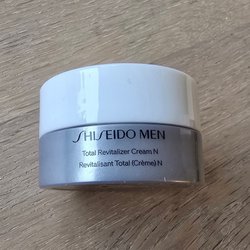 SHISEIDO MEN
Total Revitalizer Cream N
Revitalisant Total (Crème) N